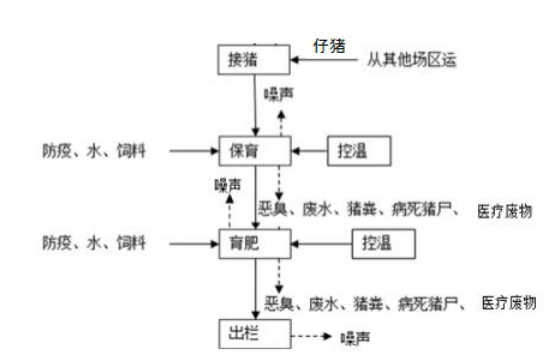 仔猪
接猪 从其他场区运
噪声
防疫、水、饲料 保育 控温
噪声
恶臭、废水、猪粪、病死猪尸、 医疗废物
防疫、水、饲料 育肥 控温
恶臭、废水、猪粪、病死猪尸、 医疗废物
出栏 噪声